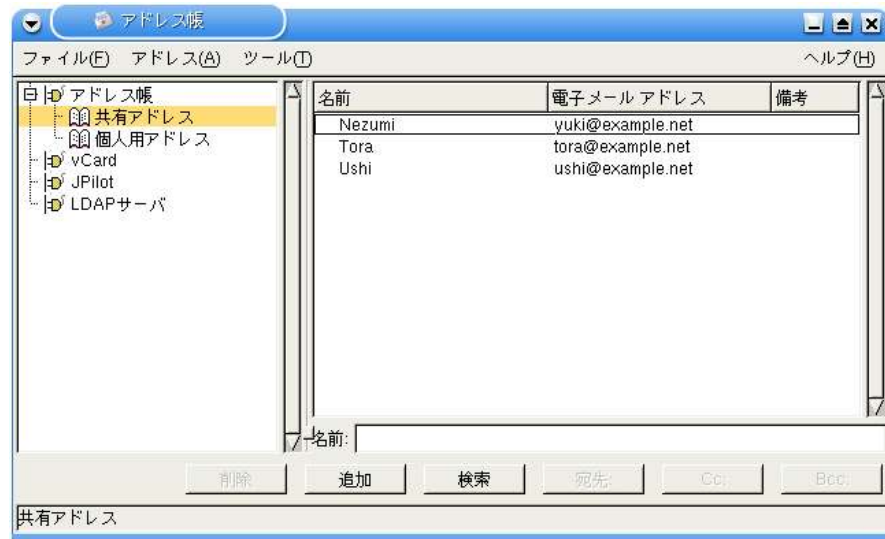 アドレス帳
ファイル(F) アドレス(A) ツール(T) ヘルプ(H)
アドレス帳
共有アドレス
個人用アドレス
vCard
JPilot
LDAPサーバ
名前 電子メール アドレス 備考
Nezumi yuki@example.net
Tora tora@example.net
Ushi ushi@example.net
名前:
削除 追加 検索 宛先: Cc: Bcc:
共有アドレス